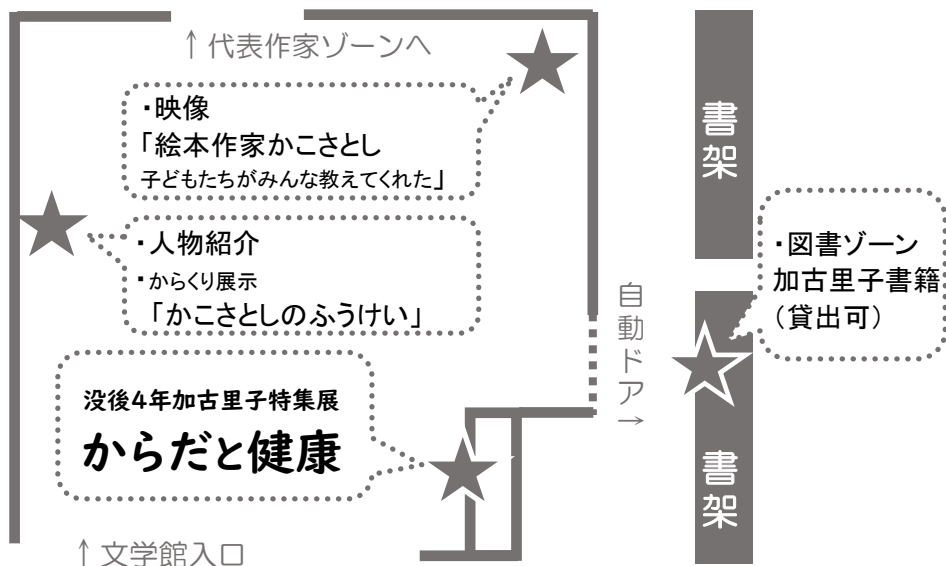 ↑代表作家ゾーンへ
・映像
「絵本作家かこさとし
子どもたちがみんな教えてくれた」
・人物紹介
・からくり展示
「かこさとしのふうけい」
没後4年加古里子特集展
からだと健康
↑文学館入口
自動ドア→
書架
・図書ゾーン
加古里子書籍
（貸出可）
書架